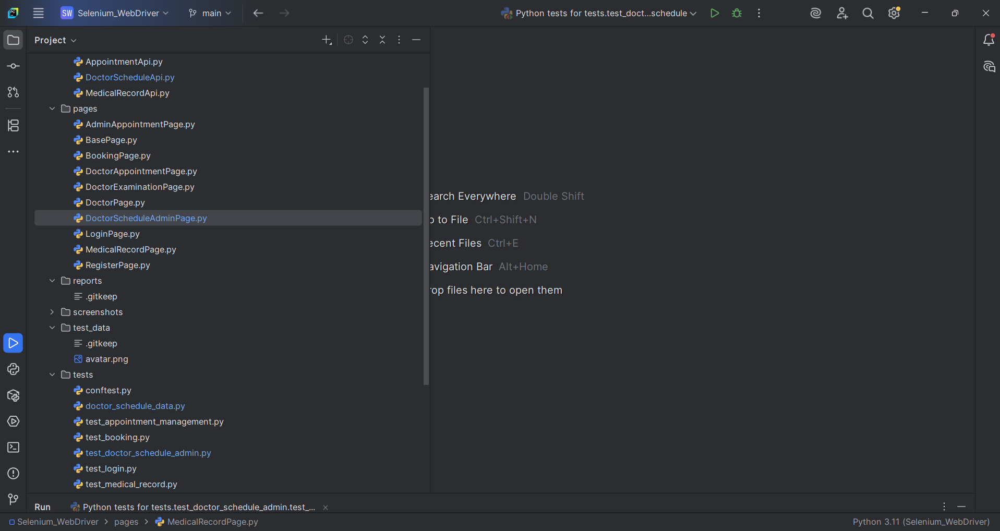 PC
SW Selenium_WebDriver main Python tests for tests.test_doct...schedule
Project
AppointmentApi.py
DoctorScheduleApi.py
MedicalRecordApi.py
pages
AdminAppointmentPage.py
BasePage.py
BookingPage.py
DoctorAppointmentPage.py
DoctorExaminationPage.py
DoctorPage.py
DoctorScheduleAdminPage.py
LoginPage.py
MedicalRecordPage.py
RegisterPage.py
reports
.gitkeep
screenshots
test_data
.gitkeep
avatar.png
tests
conftest.py
doctor_schedule_data.py
test_appointment_management.py
test_booking.py
test_doctor_schedule_admin.py
test_login.py
test_medical_record.py
earch Everywhere Double Shift
o to File Ctrl+Shift+N
ecent Files Ctrl+E
avigation Bar Alt+Home
rop files here to open them
Run Python tests for tests.test_doctor_schedule_admin.test_...
Selenium_WebDriver > pages > MedicalRecordPage.py Python 3.11 (Selenium_WebDriver)